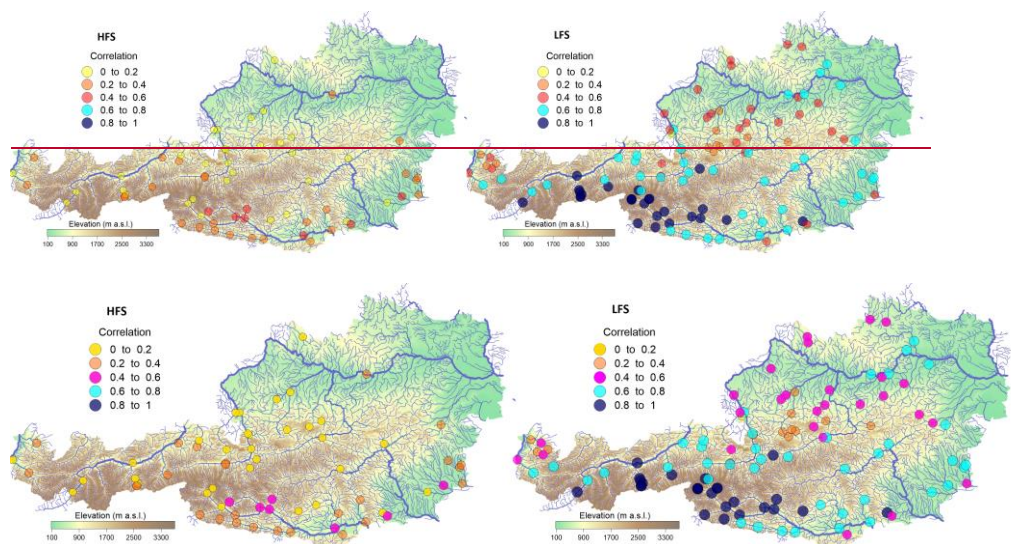 HFS
Correlation
0 to 0.2
0.2 to 0.4
0.4 to 0.6
0.6 to 0.8
0.8 to 1
Elevation (m a.s.l.)
100 900 1700 2500 3300
LFS
Correlation
0 to 0.2
0.2 to 0.4
0.4 to 0.6
0.6 to 0.8
0.8 to 1
Elevation (m a.s.l.)
100 900 1700 2500 3300
HFS
Correlation
0 to 0.2
0.2 to 0.4
0.4 to 0.6
0.6 to 0.8
0.8 to 1
Elevation (m a.s.l.)
100 900 1700 2500 3300
LFS
Correlation
0 to 0.2
0.2 to 0.4
0.4 to 0.6
0.6 to 0.8
0.8 to 1
Elevation (m a.s.l.)
100 900 1700 2500 3300